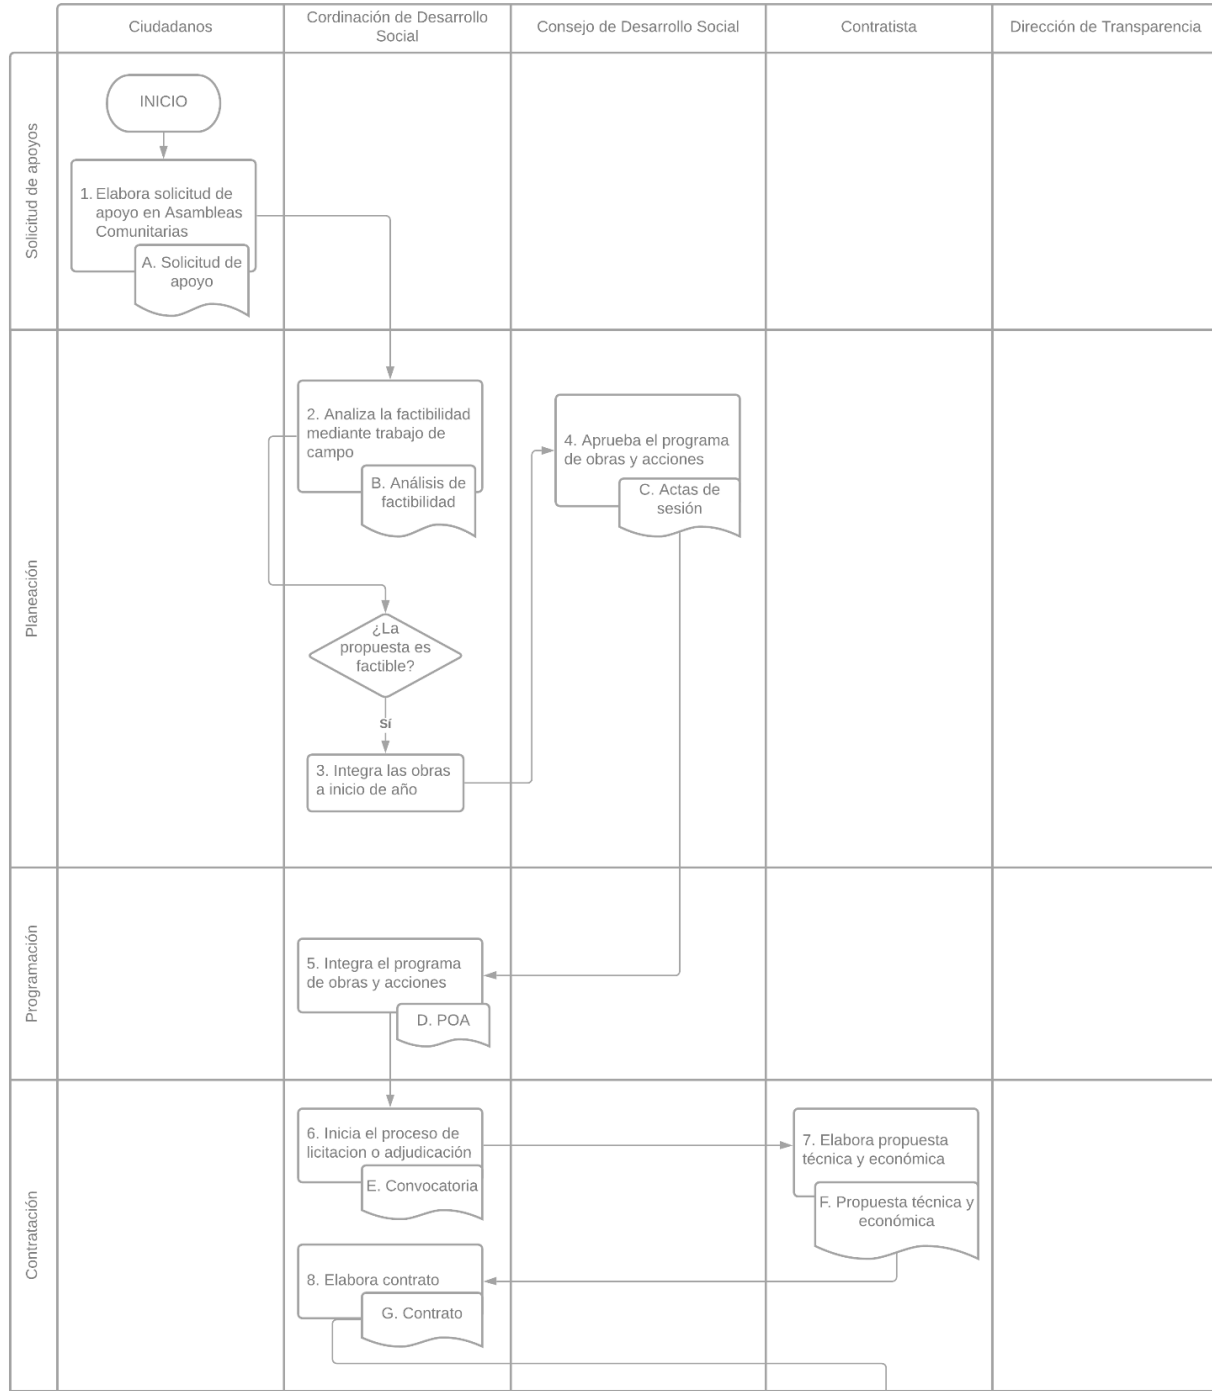 Ciudadanos
Cordinación de Desarrollo
Social
Consejo de Desarrollo Social
Contratista
Dirección de Transparencia
Solicitud de apoyos
INICIO
1. Elabora solicitud de
apoyo en Asambleas
Comunitarias
A. Solicitud de
apoyo
Planeación
2. Analiza la factibilidad
mediante trabajo de
campo
B. Análisis de
factibilidad
¿La
propuesta es
factible?
Sí
3. Integra las obras
a inicio de año
4. Aprueba el programa
de obras y acciones
C. Actas de
sesión
Programación
5. Integra el programa
de obras y acciones
D. POA
Contratación
6. Inicia el proceso de
licitacion o adjudicación
E. Convocatoria
7. Elabora propuesta
técnica y económica
F. Propuesta técnica y
económica
8. Elabora contrato
G. Contrato